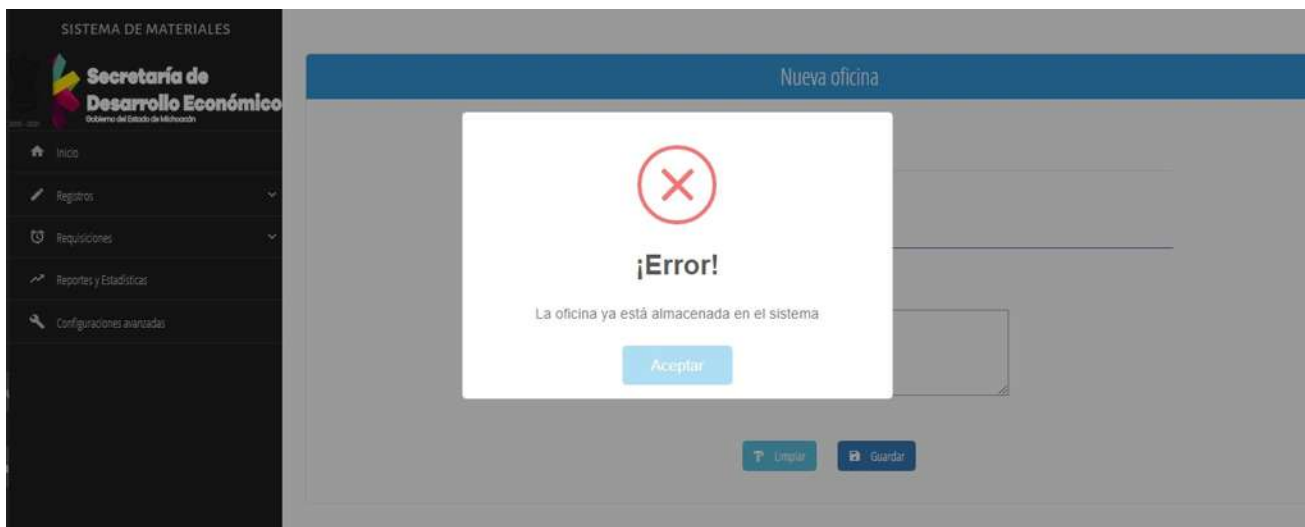 SISTEMA DE MATERIALES
Secretaría de
Desarrollo Económico
Gobierno del Estado de Michoacán
Inicio
Registros
Requisiciones
Reportes y Estadísticas
Configuraciones avanzadas
Nueva oficina
¡Error!
La oficina ya está almacenada en el sistema
Aceptar
Limpiar
Guardar